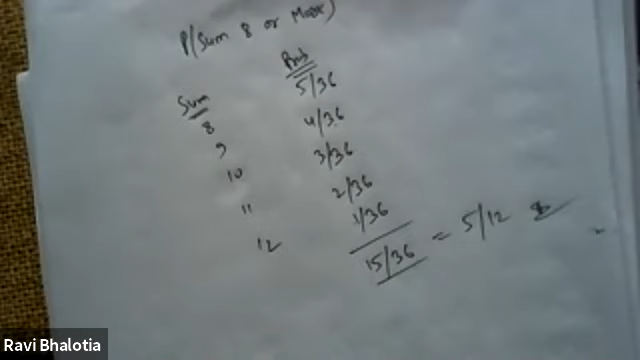 P(Sum 8 or More)
Sum Prob
8 5/36
9 4/36
10 3/36
11 2/36
12 1/36
15/36 = 5/12
Ravi Bhalotia